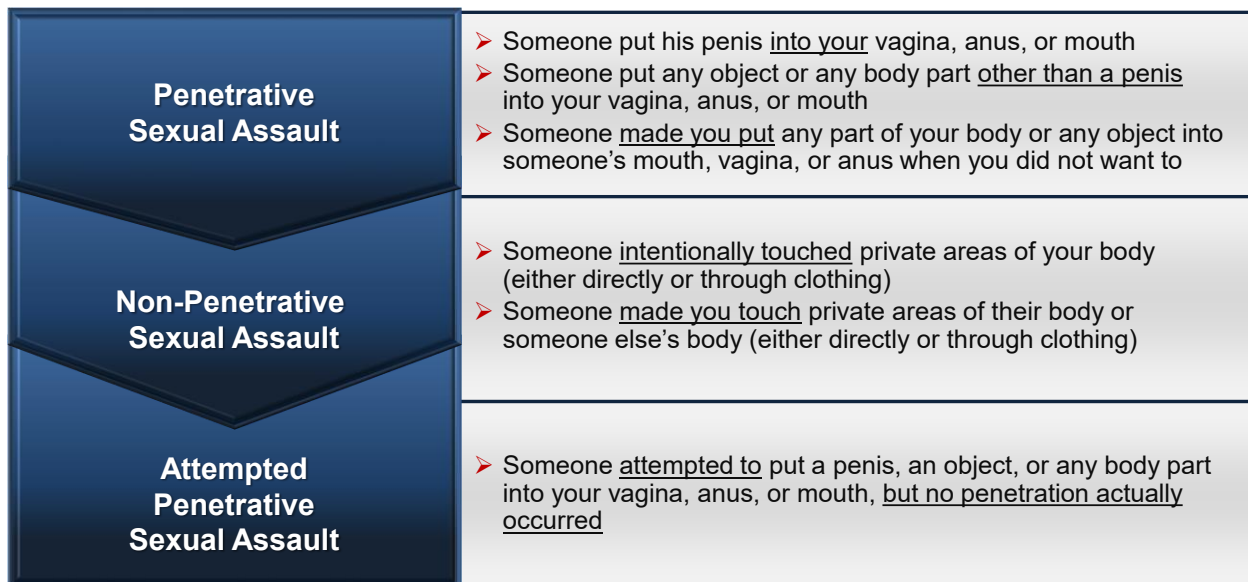 Penetrative
Sexual Assault
➢ Someone put his penis into your vagina, anus, or mouth
➢ Someone put any object or any body part other than a penis
into your vagina, anus, or mouth
➢ Someone made you put any part of your body or any object into
someone’s mouth, vagina, or anus when you did not want to
Non-Penetrative
Sexual Assault
➢ Someone intentionally touched private areas of your body
(either directly or through clothing)
➢ Someone made you touch private areas of their body or
someone else’s body (either directly or through clothing)
Attempted
Penetrative
Sexual Assault
➢ Someone attempted to put a penis, an object, or any body part
into your vagina, anus, or mouth, but no penetration actually
occurred